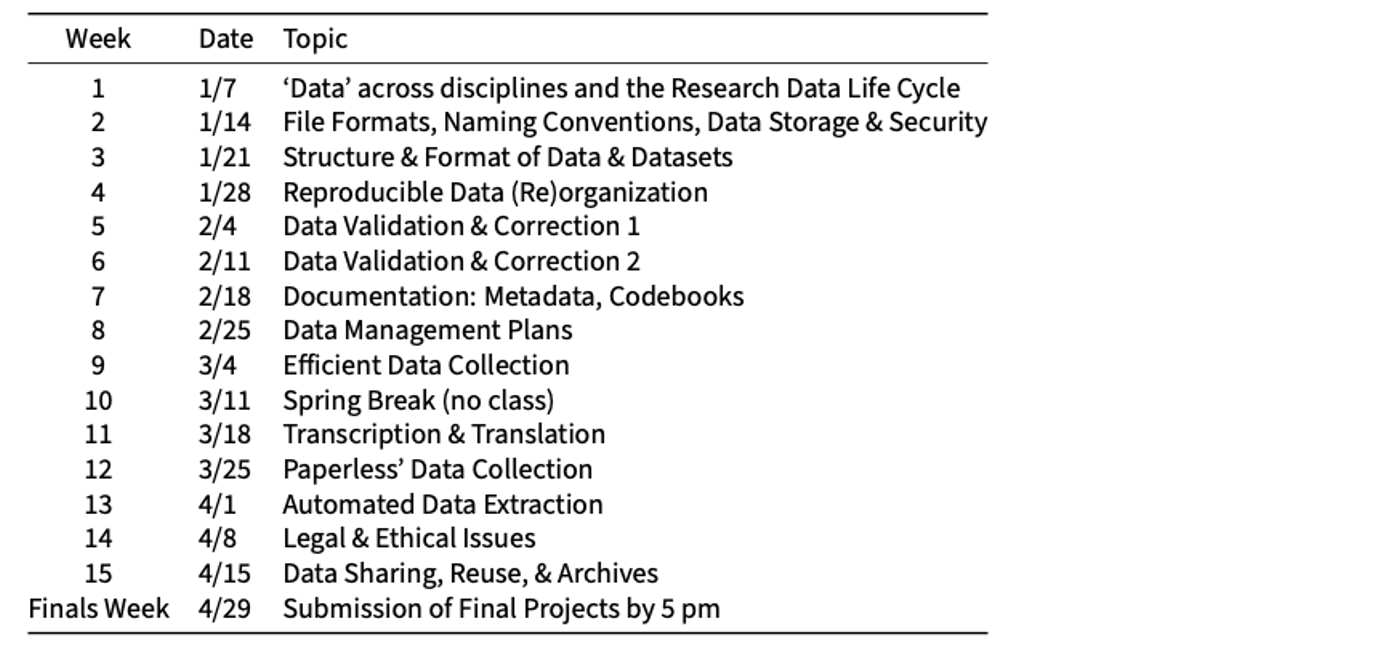 Week Date Topic
1 1/7 ‘Data’ across disciplines and the Research Data Life Cycle
2 1/14 File Formats, Naming Conventions, Data Storage & Security
3 1/21 Structure & Format of Data & Datasets
4 1/28 Reproducible Data (Re)organization
5 2/4 Data Validation & Correction 1
6 2/11 Data Validation & Correction 2
7 2/18 Documentation: Metadata, Codebooks
8 2/25 Data Management Plans
9 3/4 Efficient Data Collection
10 3/11 Spring Break (no class)
11 3/18 Transcription & Translation
12 3/25 Paperless’ Data Collection
13 4/1 Automated Data Extraction
14 4/8 Legal & Ethical Issues
15 4/15 Data Sharing, Reuse, & Archives
Finals Week 4/29 Submission of Final Projects by 5 pm